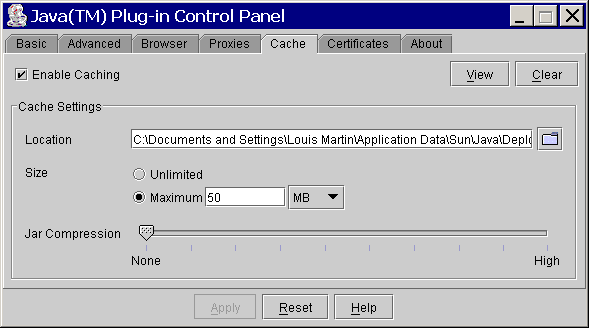 Java(TM) Plug-in Control Panel
Basic Advanced Browser Proxies Cache Certificates About
Enable Caching View Clear
Cache Settings
Location C:\Documents and Settings\Louis Martin\Application Data\Sun\Java\Deplo
Size Unlimited
Maximum 50 MB
Jar Compression
None High
Apply Reset Help